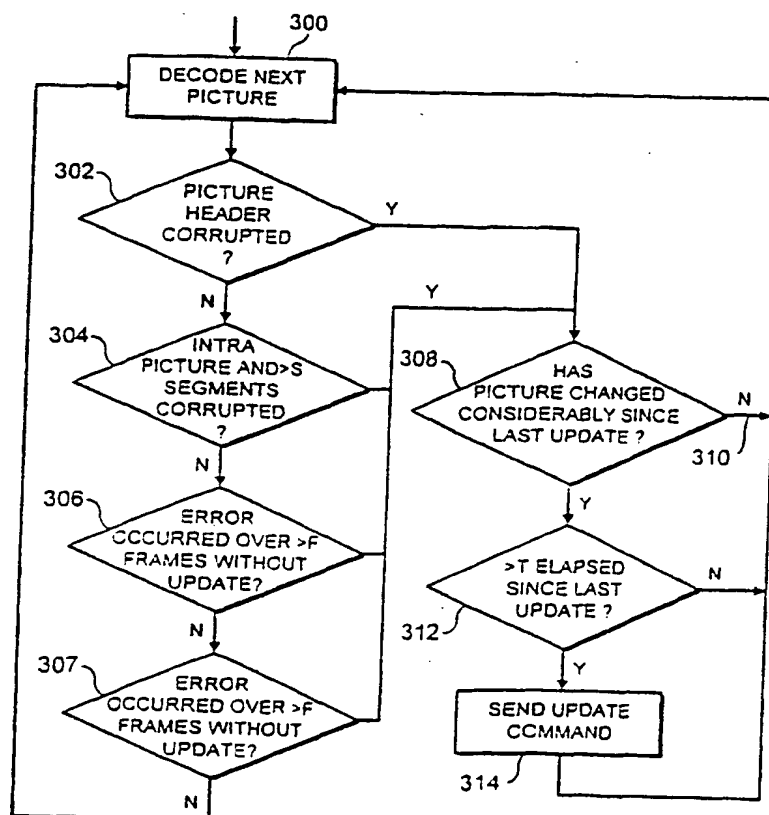 300
DECODE NEXT
PICTURE
302
PICTURE
HEADER
CORRUPTED
?
Y
N
Y
304
INTRA
PICTURE AND>S
SEGMENTS
CORRUPTED
?
N
308
HAS
PICTURE CHANGED
CONSIDERABLY SINCE
LAST UPDATE ?
N
310
Y
306
ERROR
OCCURRED OVER >F
FRAMES WITHOUT
UPDATE?
N
>T ELAPSED
SINCE LAST
UPDATE ?
N
312
Y
307
ERROR
OCCURRED OVER >F
FRAMES WITHOUT
UPDATE?
N
SEND UPDATE
COMMAND
314